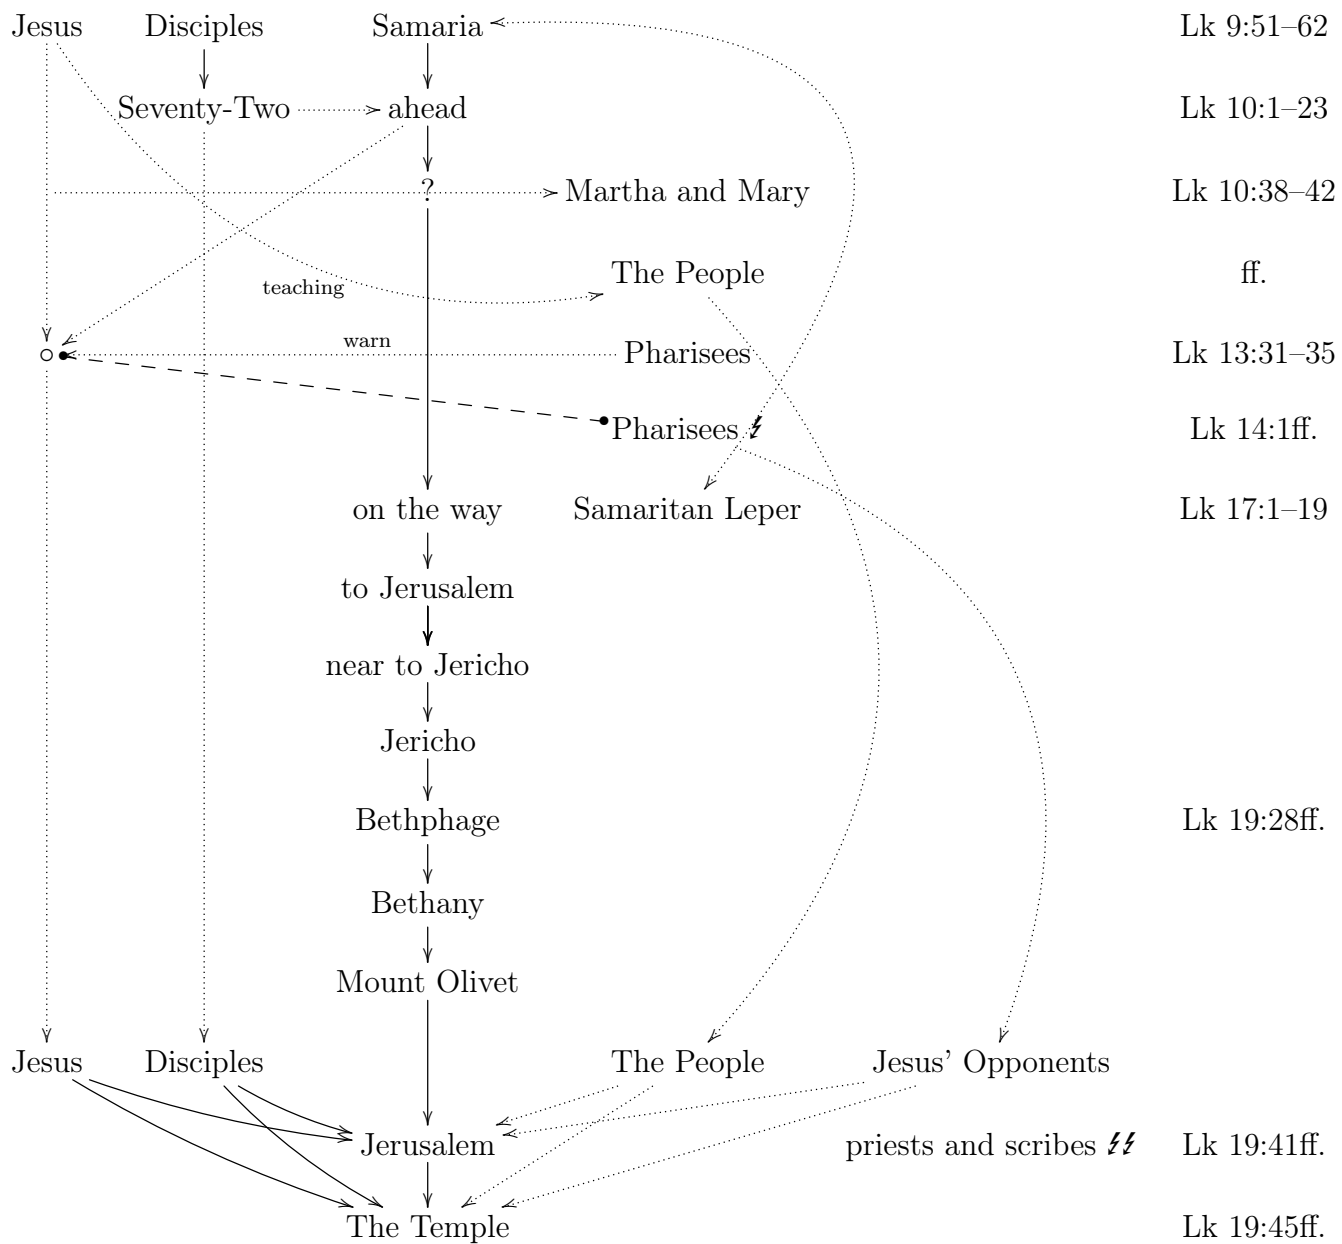 Jesus Disciples Samaria Lk 9:51–62
Seventy-Two ahead Lk 10:1–23
? Martha and Mary Lk 10:38–42
The People ff.
teaching
warn
Pharisees Lk 13:31–35
Pharisees Lk 14:1ff.
on the way Samaritan Leper Lk 17:1–19
to Jerusalem
near to Jericho
Jericho
Bethphage Lk 19:28ff.
Bethany
Mount Olivet
Jesus Disciples The People Jesus’ Opponents
Jerusalem priests and scribes Lk 19:41ff.
The Temple Lk 19:45ff.